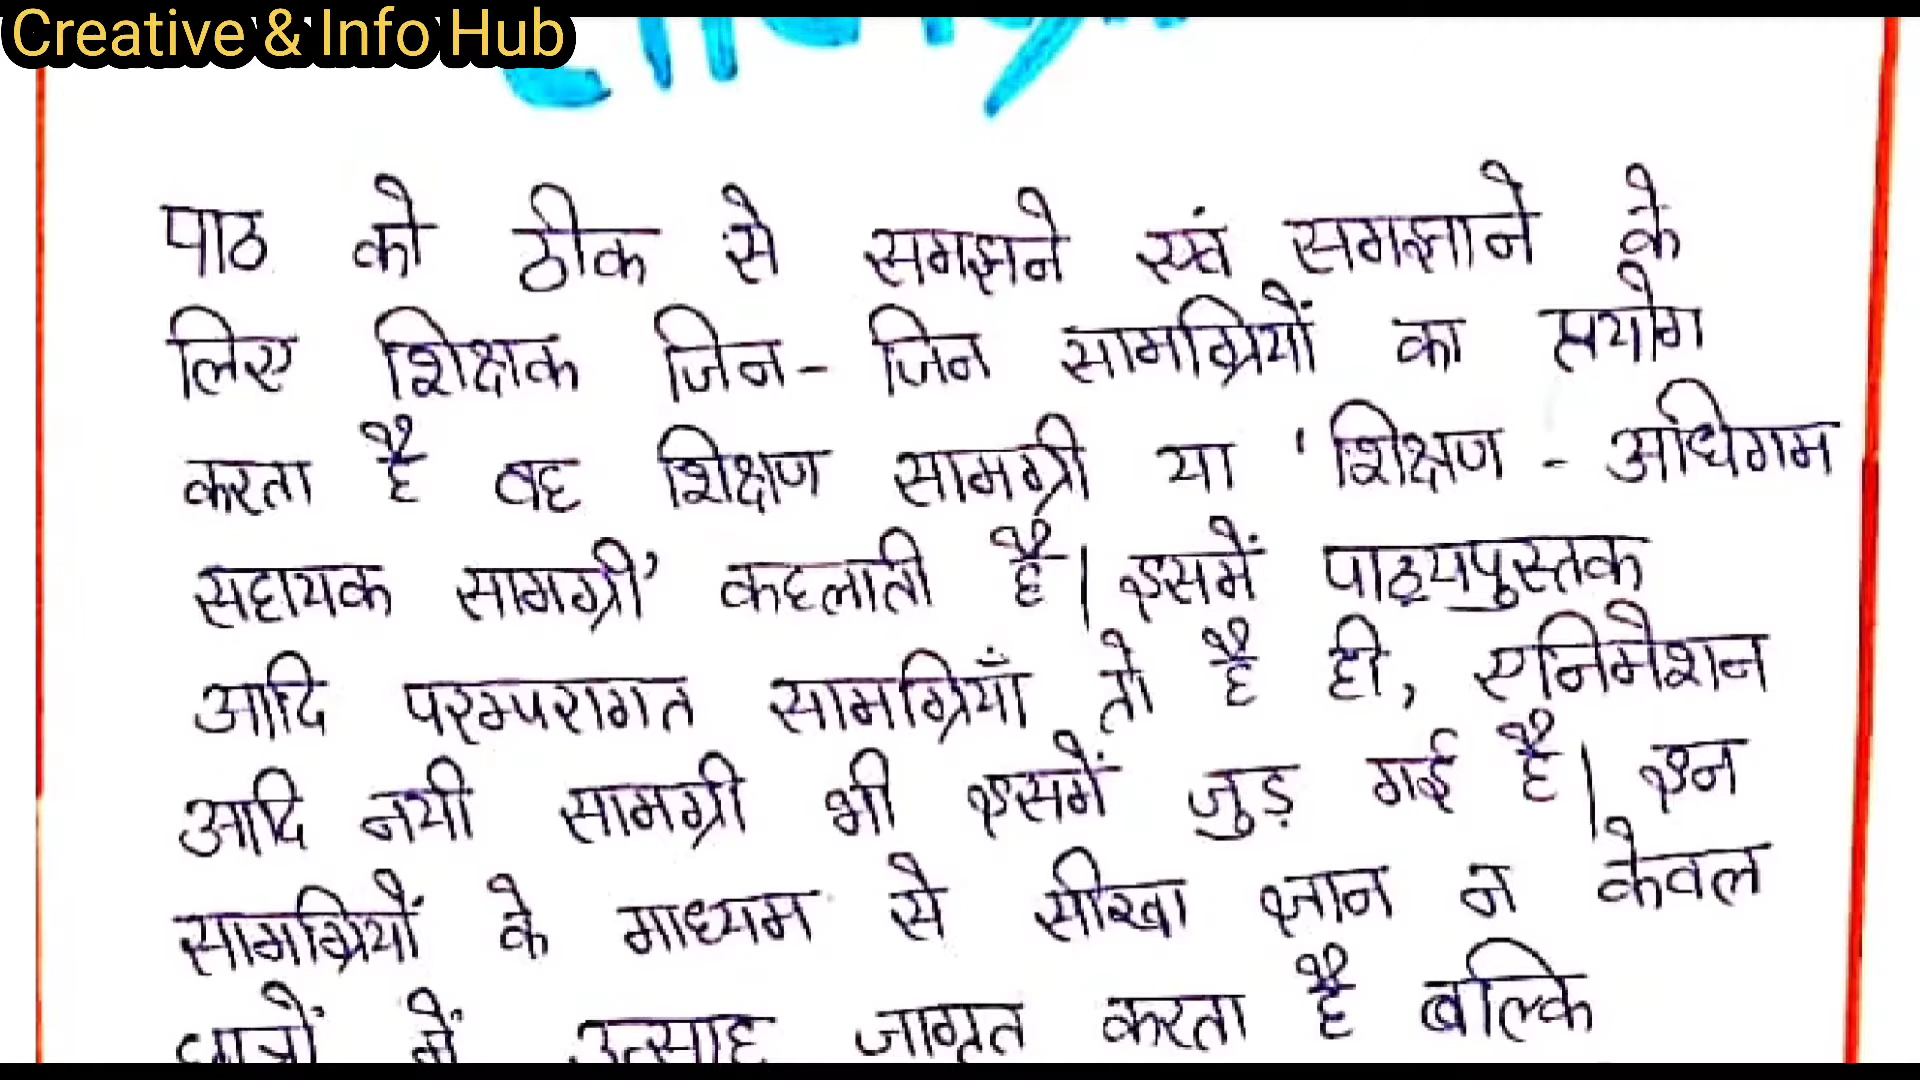 Creative & Info Hub
पाठ को ठीक से समझने एवं समझाने के
लिए शिक्षक जिन- जिन सामग्रियों का प्रयोग
करता है वह शिक्षण सामग्री या 'शिक्षण - अधिगम
सहायक सामग्री' कहलाती है। इसमें पाठ्यपुस्तक
आदि परम्परागत सामग्रियाँ तो है ही, एनिमेशन
आदि नयी सामग्री भी इसमें जुड़ गई है। इन
सामग्रियों के माध्यम से सीखा ज्ञान न केवल
छात्रों में उत्साह जागृत करता है बल्कि